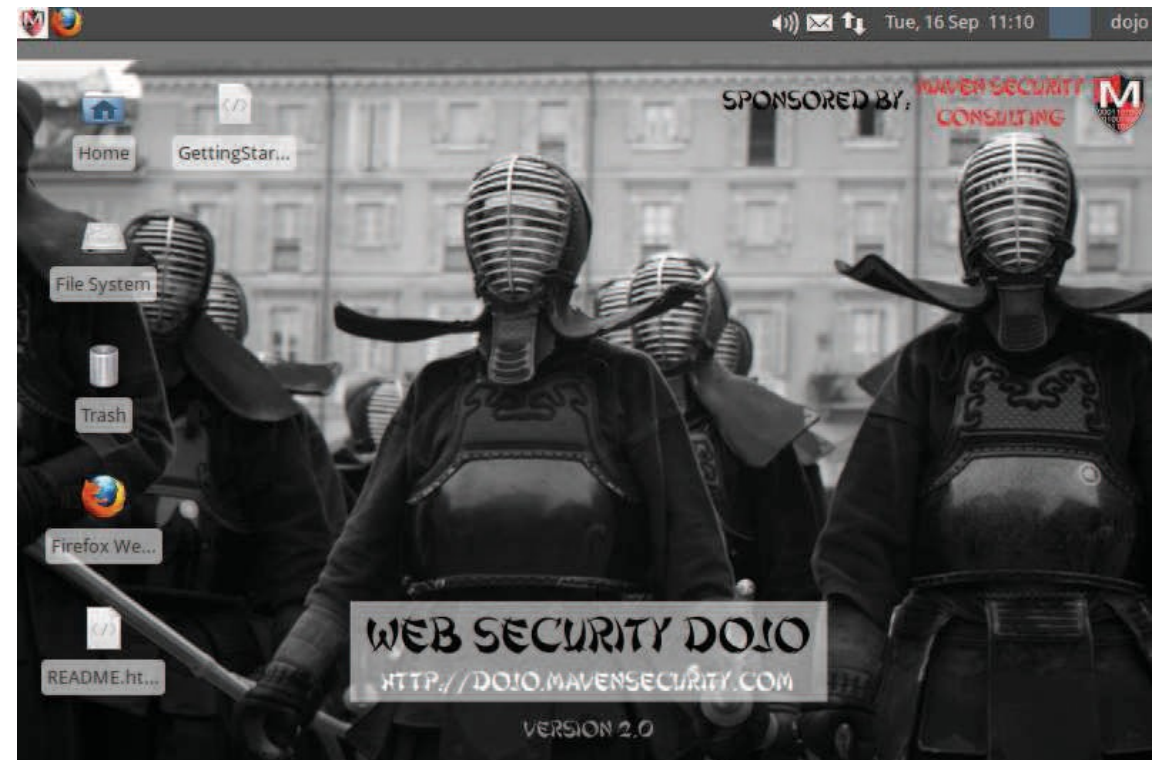 Tue, 16 Sep 11:10 dojo
SPONSORED BY: MAVEN SECURITY
CONSULTING
M
Home
GettingStar...
File System
Trash
Firefox We...
README.ht...
WEB SECURITY DOJO
HTTP://DOJO.MAVENSECURITY.COM
VERSION 2.0